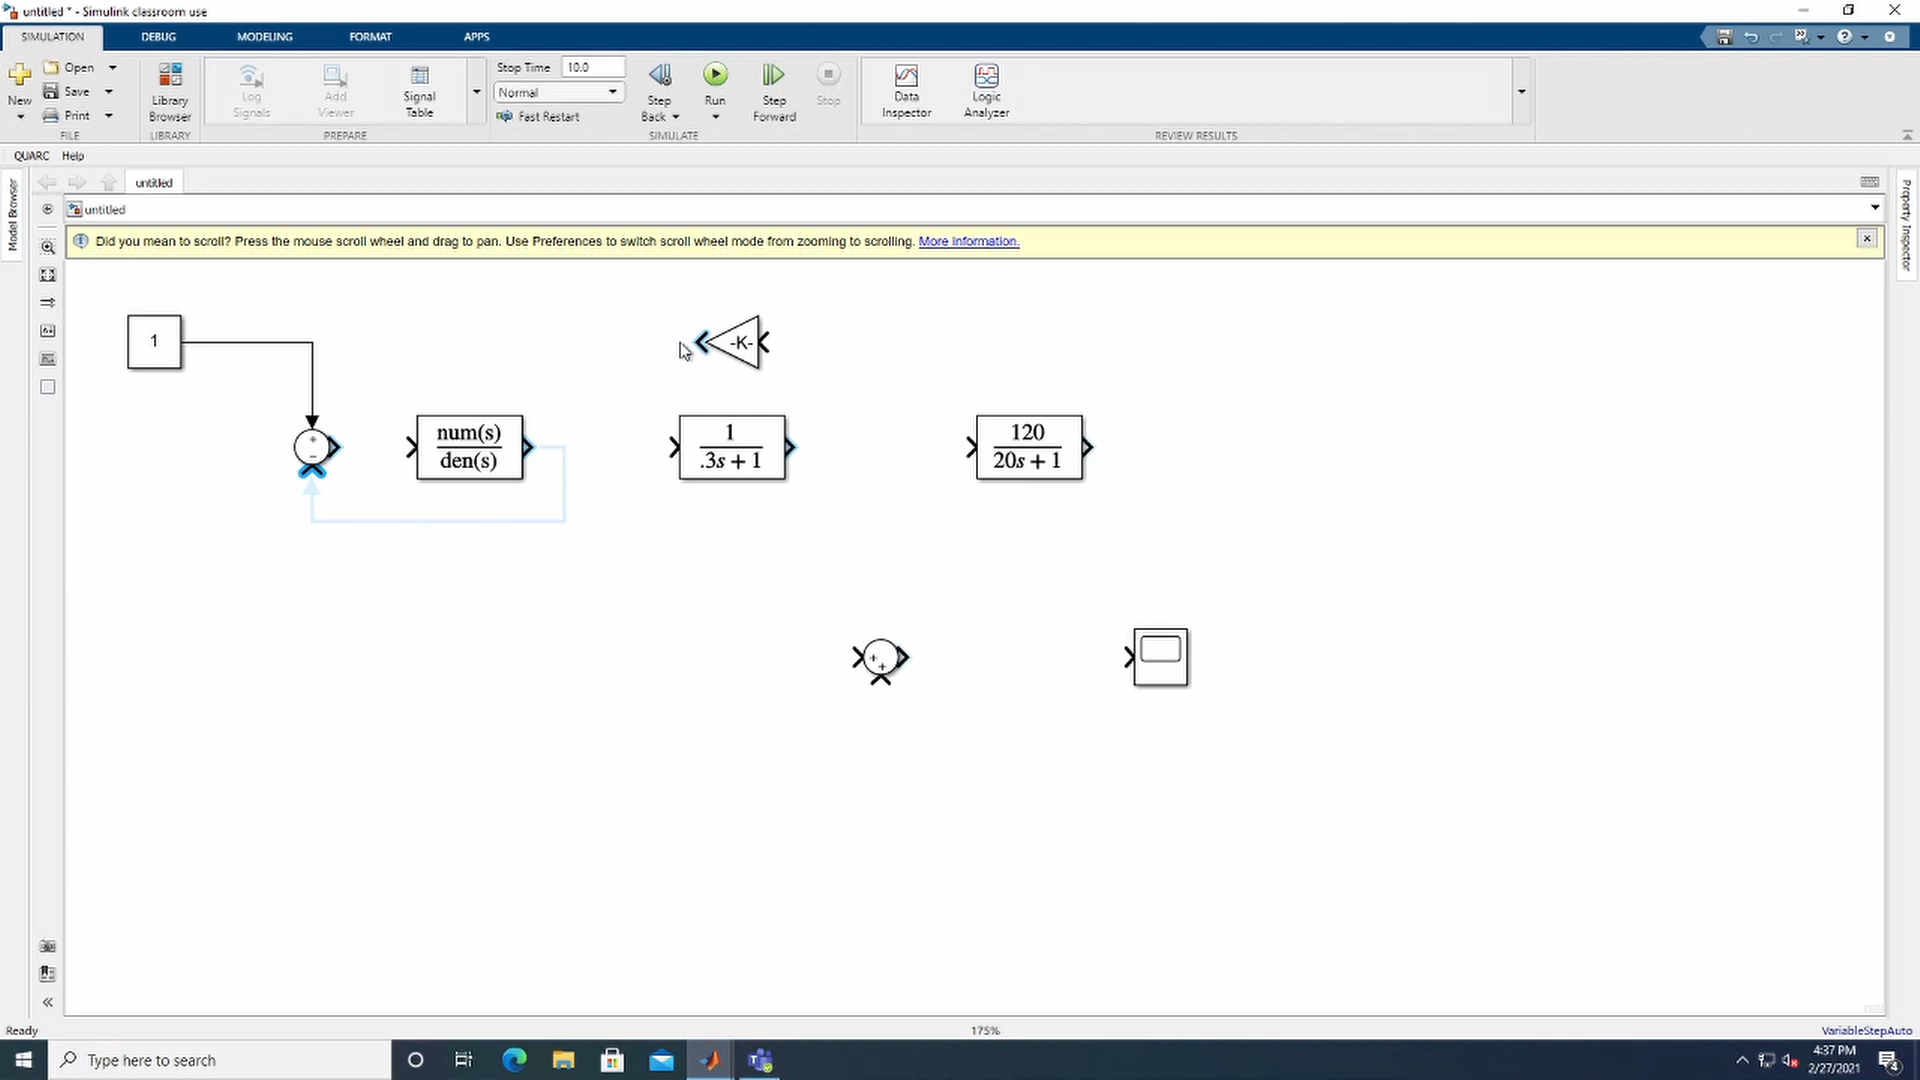 untitled * - Simulink classroom use
SIMULATION DEBUG MODELING FORMAT APPS
New
Open
Save
Print
FILE
Library Browser
LIBRARY
Log Signals
Add Viewer
Signal Table
PREPARE
Stop Time 10.0
Normal
Fast Restart
Step Back
Run
Step Forward
Stop
SIMULATE
Data Inspector
Logic Analyzer
REVIEW RESULTS
QUARC Help
Model Browser
untitled
untitled
Property Inspector
Did you mean to scroll? Press the mouse scroll wheel and drag to pan. Use Preferences to switch scroll wheel mode from zooming to scrolling. More information.
1
-K-
+
−
num(s)
den(s)
1
.3s + 1
120
20s + 1
+
+
Ready
175%
VariableStepAuto
Type here to search
4:37 PM
2/27/2021
4